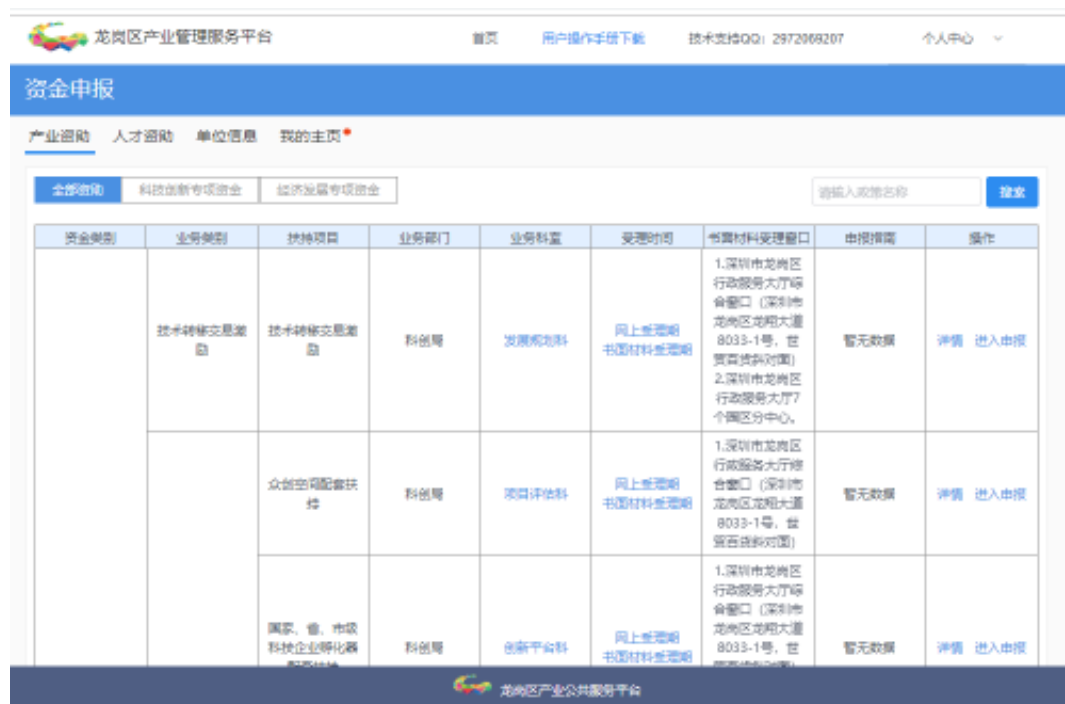 龙岗区产业管理服务平台
首页 用户操作手册下载 技术支持QQ：2972069207 个人中心
资金申报
产业资助 人才资助 单位信息 我的主页
全部资助 科技创新专项资金 经济发展专项资金 请输入政策名称 搜索
资金类别 业务类别 扶持项目 业务部门 业务科室 受理时间 书面材料受理窗口 申报指南 操作
技术转移交易激
励
技术转移交易激
励
科创局
发展规划科
网上受理期
书面材料受理期
1.深圳市龙岗区
行政服务大厅综
合窗口（深圳市
龙岗区龙翔大道
8033-1号，世
贸百货斜对面）
2.深圳市龙岗区
行政服务大厅7
个园区分中心。
暂无数据
详情 进入申报
众创空间配套扶
持
科创局
项目评估科
网上受理期
书面材料受理期
1.深圳市龙岗区
行政服务大厅综
合窗口（深圳市
龙岗区龙翔大道
8033-1号，世
贸百货斜对面）
暂无数据
详情 进入申报
国家、省、市级
科技企业孵化器
科创局
创新平台科
网上受理期
书面材料受理期
1.深圳市龙岗区
行政服务大厅综
合窗口（深圳市
龙岗区龙翔大道
8033-1号，世
暂无数据
详情 进入申报
龙岗区产业公共服务平台